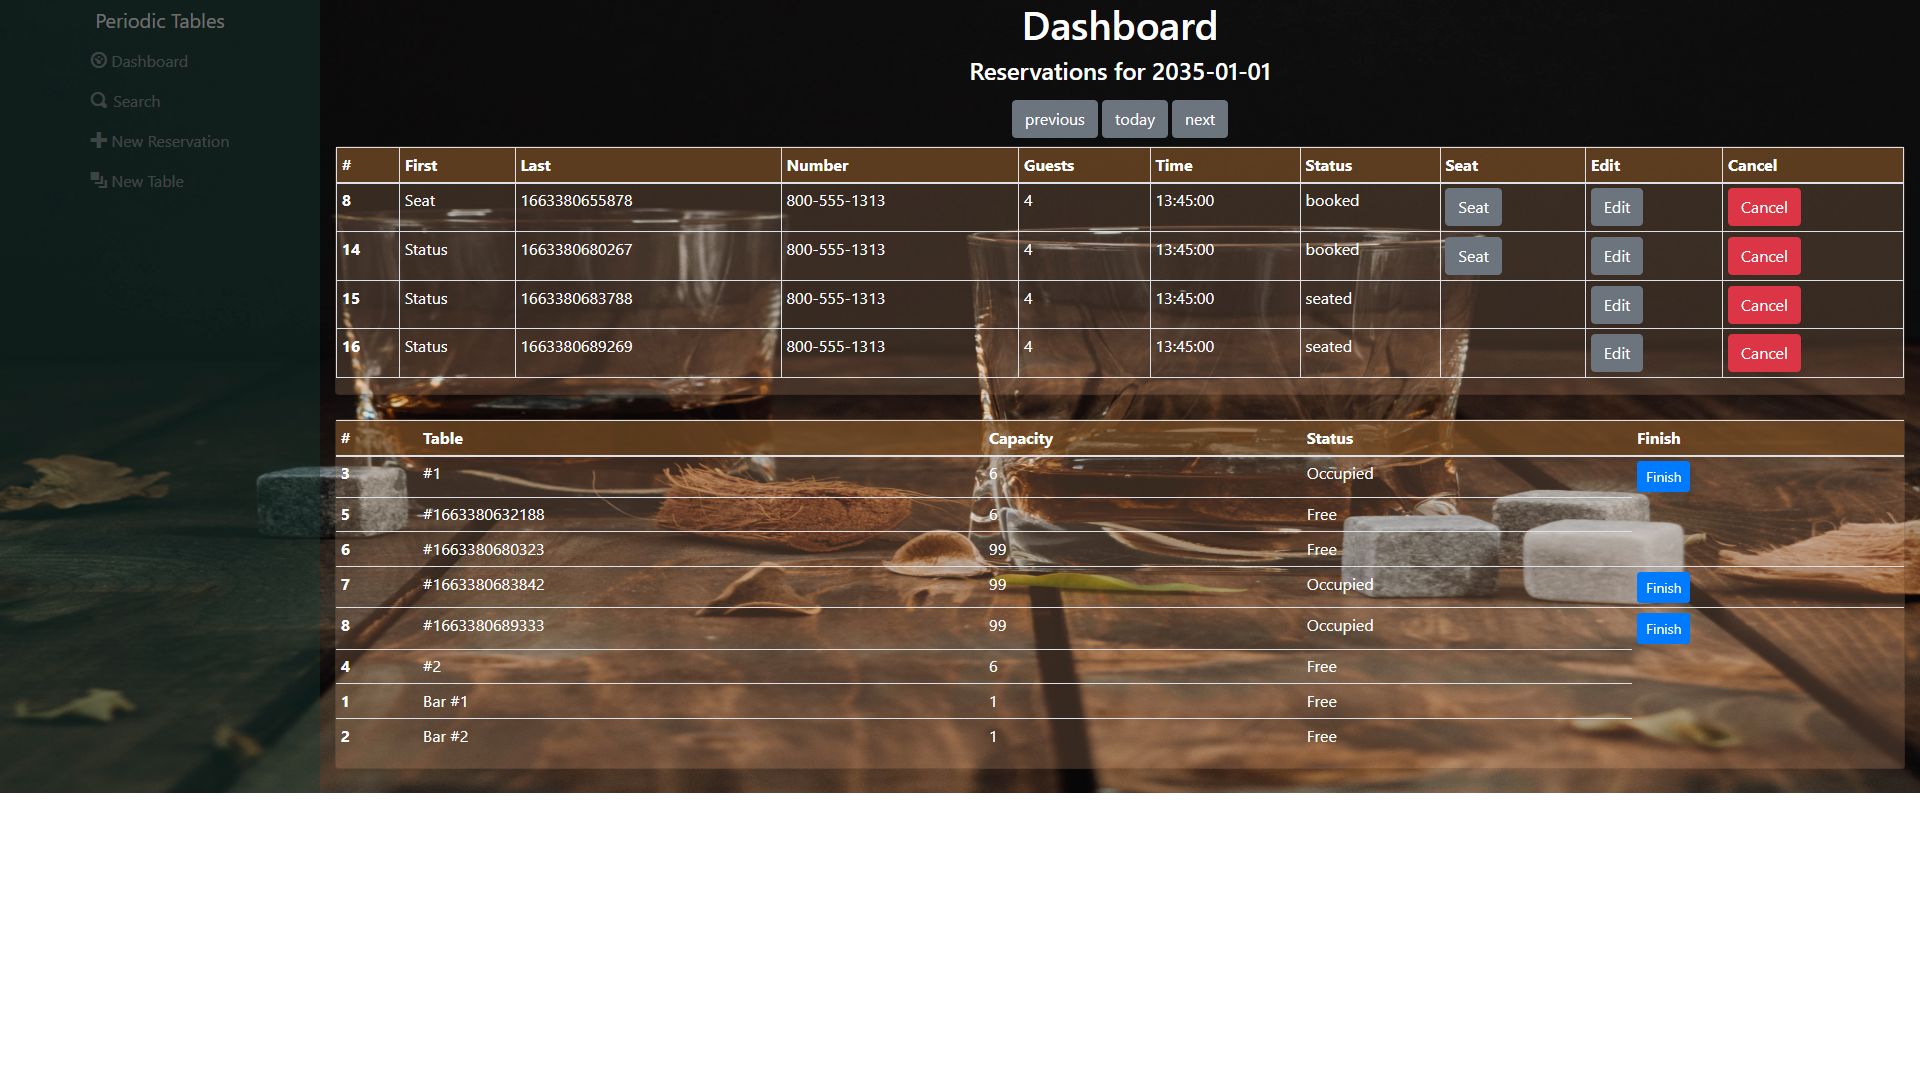 Periodic Tables
Dashboard
Search
New Reservation
New Table
Dashboard
Reservations for 2035-01-01
previous today next
# First Last Number Guests Time Status Seat Edit Cancel
8 Seat 1663380655878 800-555-1313 4 13:45:00 booked Seat Edit Cancel
14 Status 1663380680267 800-555-1313 4 13:45:00 booked Seat Edit Cancel
15 Status 1663380683788 800-555-1313 4 13:45:00 seated Edit Cancel
16 Status 1663380689269 800-555-1313 4 13:45:00 seated Edit Cancel
# Table Capacity Status Finish
3 #1 6 Occupied Finish
5 #1663380632188 6 Free
6 #1663380680323 99 Free
7 #1663380683842 99 Occupied Finish
8 #1663380689333 99 Occupied Finish
4 #2 6 Free
1 Bar #1 1 Free
2 Bar #2 1 Free